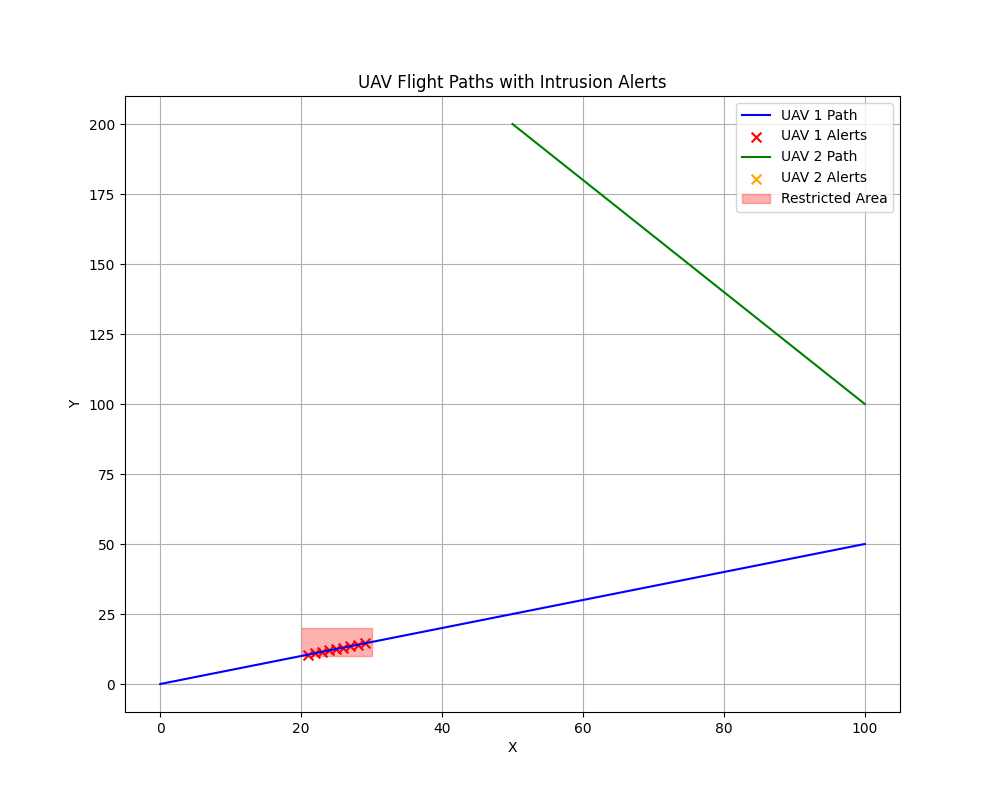 UAV Flight Paths with Intrusion Alerts
UAV 1 Path
UAV 1 Alerts
UAV 2 Path
UAV 2 Alerts
Restricted Area
200
175
150
125
100
75
50
25
0
Y
0 20 40 60 80 100
X